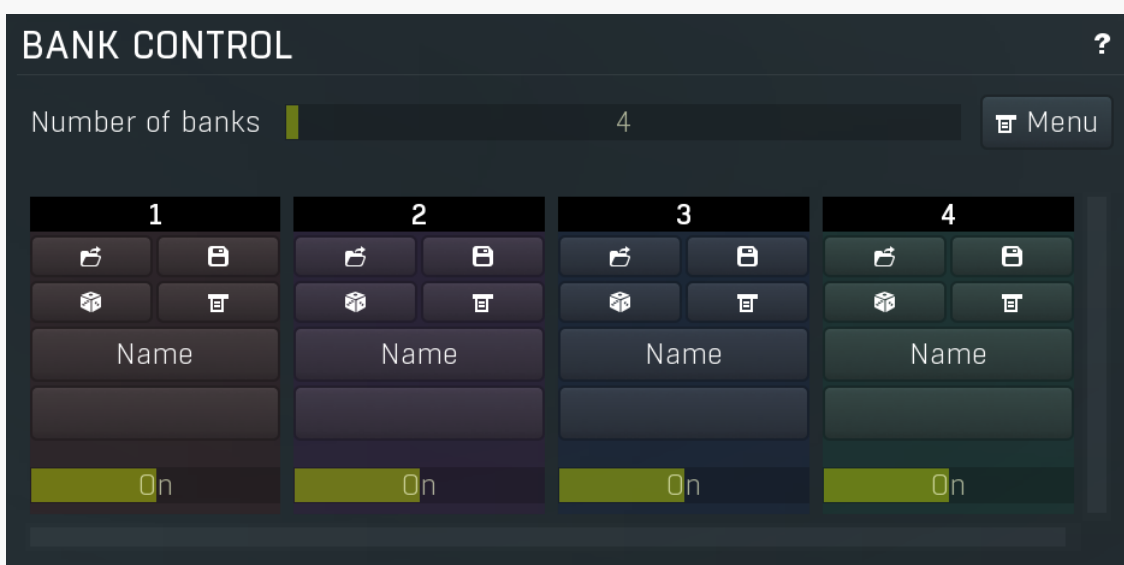 BANK CONTROL ?
Number of banks 4 Menu
1 2 3 4
Name Name Name Name
On On On On